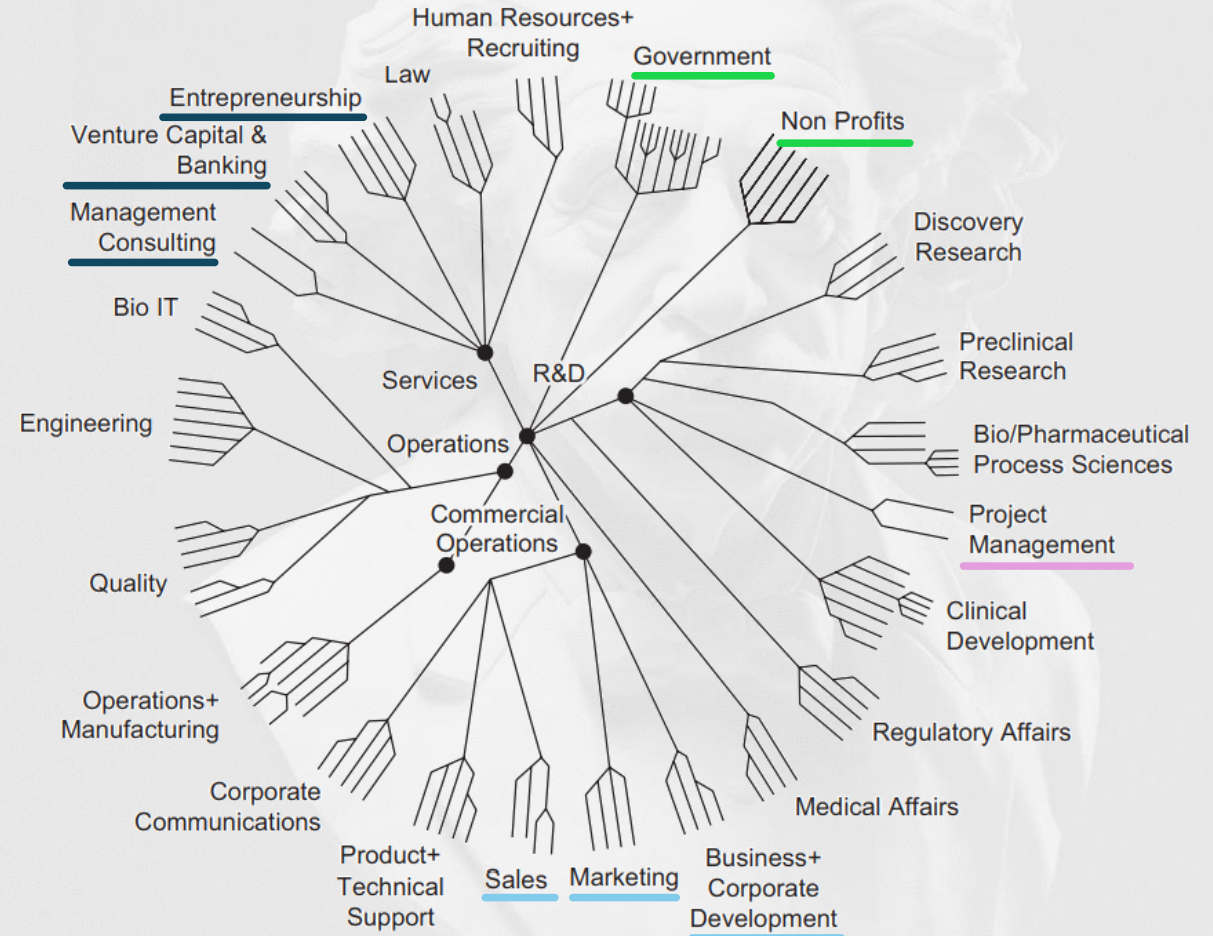 Human Resources+
Recruiting
Government
Law
Entrepreneurship
Non Profits
Venture Capital &
Banking
Management
Consulting
Discovery
Research
Bio IT
Preclinical
Research
R&D
Services
Engineering
Operations
Bio/Pharmaceutical
Process Sciences
Commercial
Operations
Project
Management
Quality
Clinical
Development
Operations+
Manufacturing
Regulatory Affairs
Corporate
Communications
Medical Affairs
Product+
Technical
Support
Sales
Marketing
Business+
Corporate
Development